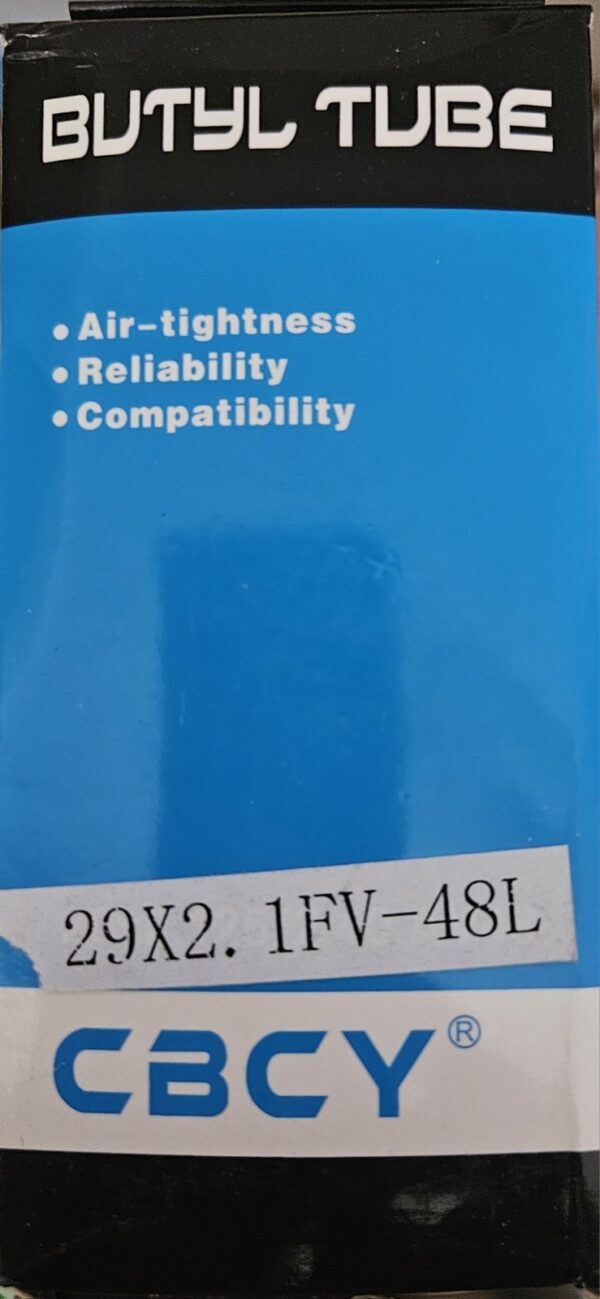 BUTYL TUBE
• Air-tightness
• Reliability
• Compatibility
29X2.1FV-48L
CBCY®